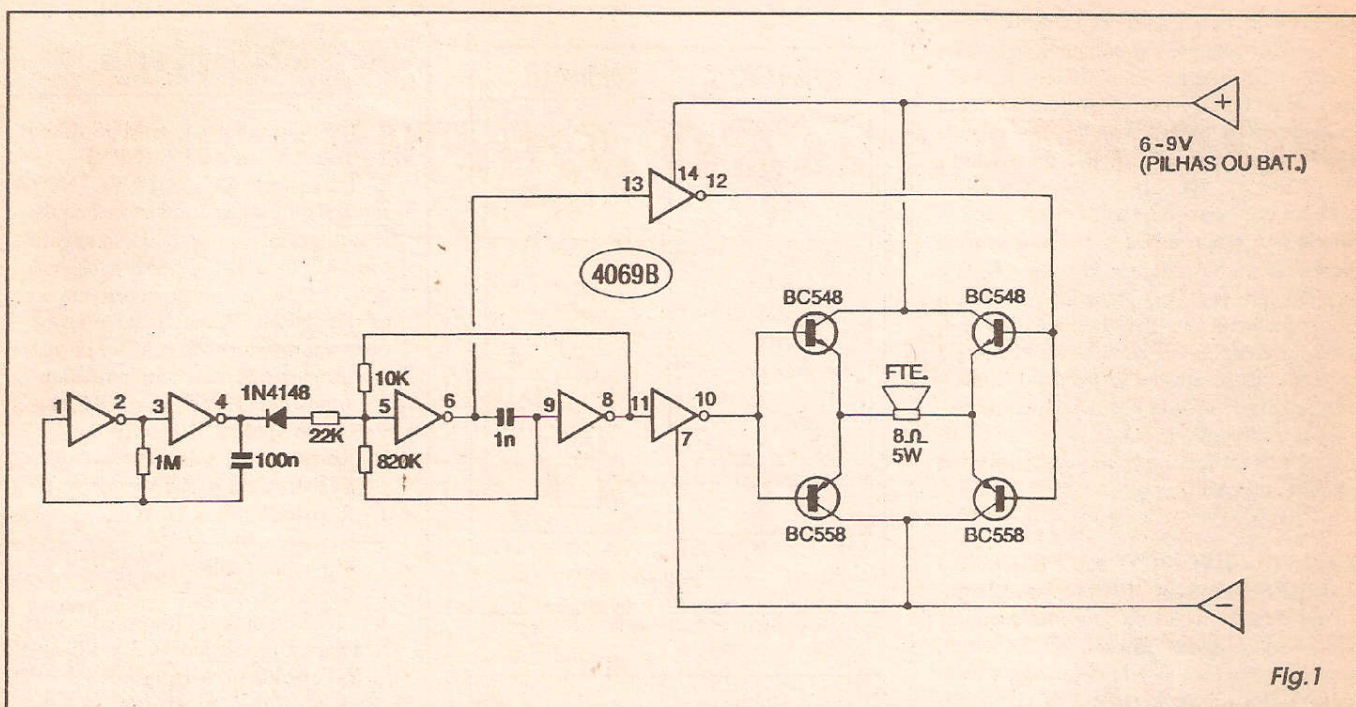 +
6-9V
(PILHAS OU BAT.)
14
13
12
4069B
BC548
BC548
10K
1N4148
FTE.
1
2
3
4
5
6
9
8
11
10
22K
1n
7
1M
100n
820K
8Ω
5W
BC558
BC558
-
Fig.1